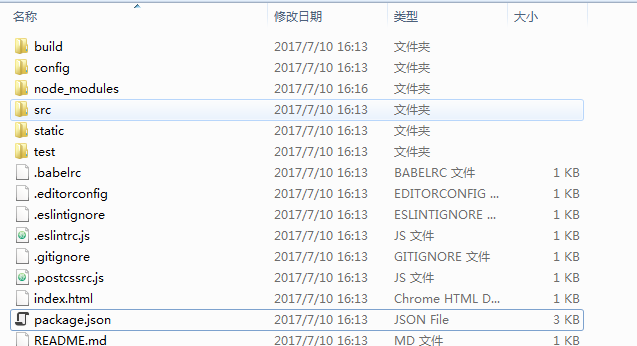 名称 修改日期 类型 大小
build 2017/7/10 16:13 文件夹
config 2017/7/10 16:13 文件夹
node_modules 2017/7/10 16:16 文件夹
src 2017/7/10 16:13 文件夹
static 2017/7/10 16:13 文件夹
test 2017/7/10 16:13 文件夹
.babelrc 2017/7/10 16:13 BABELRC 文件 1 KB
.editorconfig 2017/7/10 16:13 EDITORCONFIG ... 1 KB
.eslintignore 2017/7/10 16:13 ESLINTIGNORE ... 1 KB
.eslintrc.js 2017/7/10 16:13 JS 文件 1 KB
.gitignore 2017/7/10 16:13 GITIGNORE 文件 1 KB
.postcssrc.js 2017/7/10 16:13 JS 文件 1 KB
index.html 2017/7/10 16:13 Chrome HTML D... 1 KB
package.json 2017/7/10 16:13 JSON File 3 KB
README.md 2017/7/10 16:13 MD 文件 1 KB